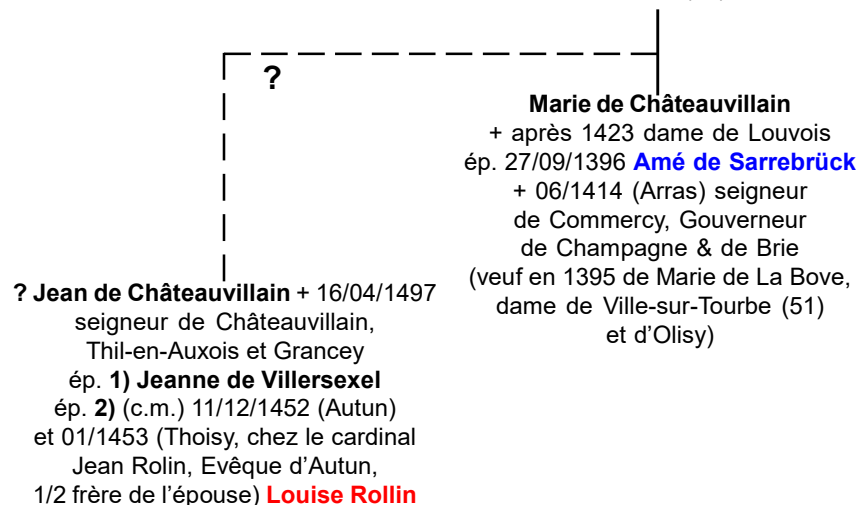 ?
Marie de Châteauvillain
+ après 1423 dame de Louvois
ép. 27/09/1396 Amé de Sarrebrück
+ 06/1414 (Arras) seigneur
de Commercy, Gouverneur
de Champagne & de Brie
(veuf en 1395 de Marie de La Bove,
dame de Ville-sur-Tourbe (51)
et d’Olisy)
? Jean de Châteauvillain + 16/04/1497
seigneur de Châteauvillain,
Thil-en-Auxois et Grancey
ép. 1) Jeanne de Villersexel
ép. 2) (c.m.) 11/12/1452 (Autun)
et 01/1453 (Thoisy, chez le cardinal
Jean Rolin, Evêque d’Autun,
1/2 frère de l’épouse) Louise Rollin